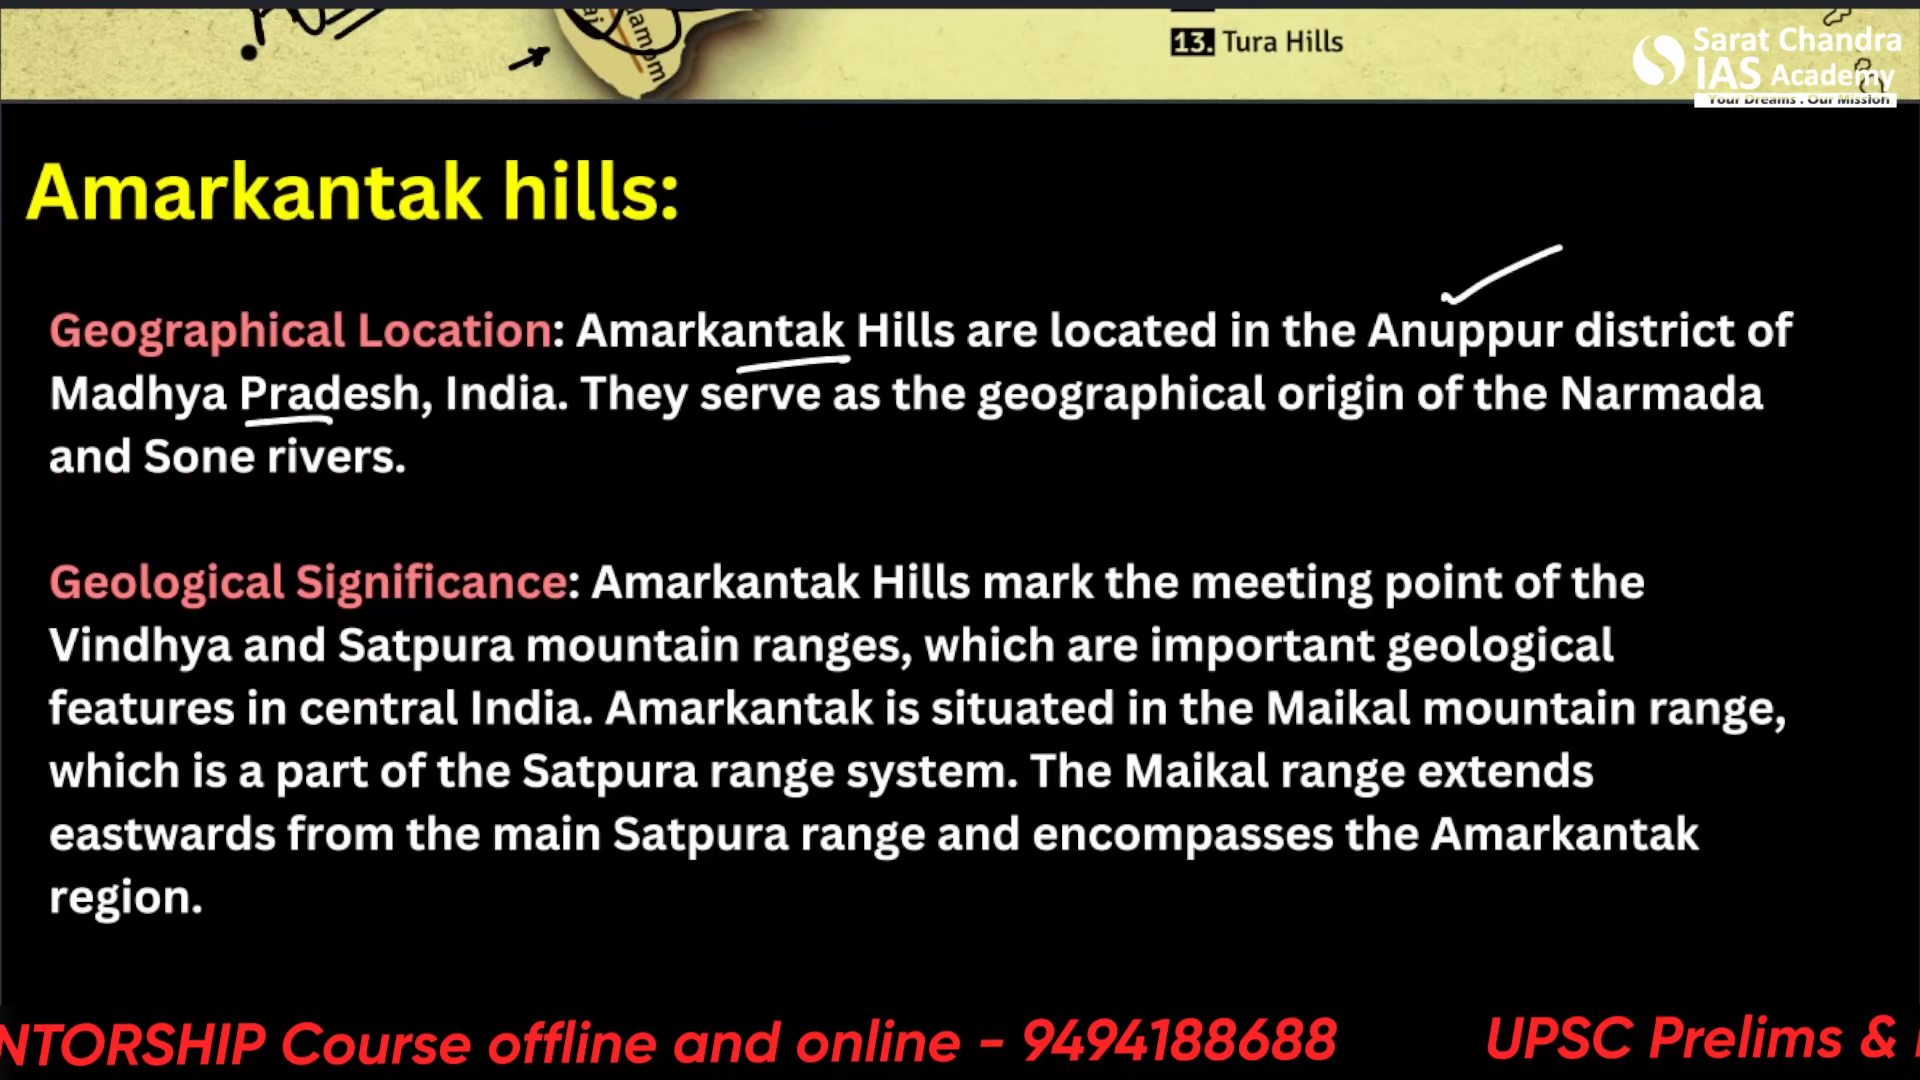 13. Tura Hills
Sarat Chandra
IAS Academy
Your Dreams . Our Mission
Amarkantak hills:
Geographical Location: Amarkantak Hills are located in the Anuppur district of
Madhya Pradesh, India. They serve as the geographical origin of the Narmada
and Sone rivers.
Geological Significance: Amarkantak Hills mark the meeting point of the
Vindhya and Satpura mountain ranges, which are important geological
features in central India. Amarkantak is situated in the Maikal mountain range,
which is a part of the Satpura range system. The Maikal range extends
eastwards from the main Satpura range and encompasses the Amarkantak
region.
NTORSHIP Course offline and online - 9494188688 UPSC Prelims &